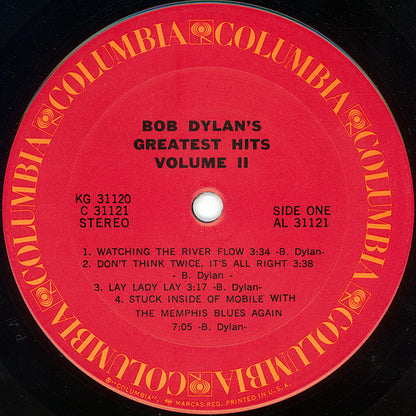 COLUMBIA COLUMBIA COLUMBIA COLUMBIA COLUMBIA COLUMBIA
BOB DYLAN'S
GREATEST HITS
VOLUME II
KG 31120
C 31121
STEREO
SIDE ONE
AL 31121
1. WATCHING THE RIVER FLOW 3:34 -B. Dylan-
2. DON'T THINK TWICE, IT'S ALL RIGHT 3:38
- B. Dylan -
3. LAY LADY LAY 3:17 -B. Dylan-
4. STUCK INSIDE OF MOBILE WITH
THE MEMPHIS BLUES AGAIN
7:05 -B. Dylan-
®"COLUMBIA", MARCAS REG. PRINTED IN U.S.A.